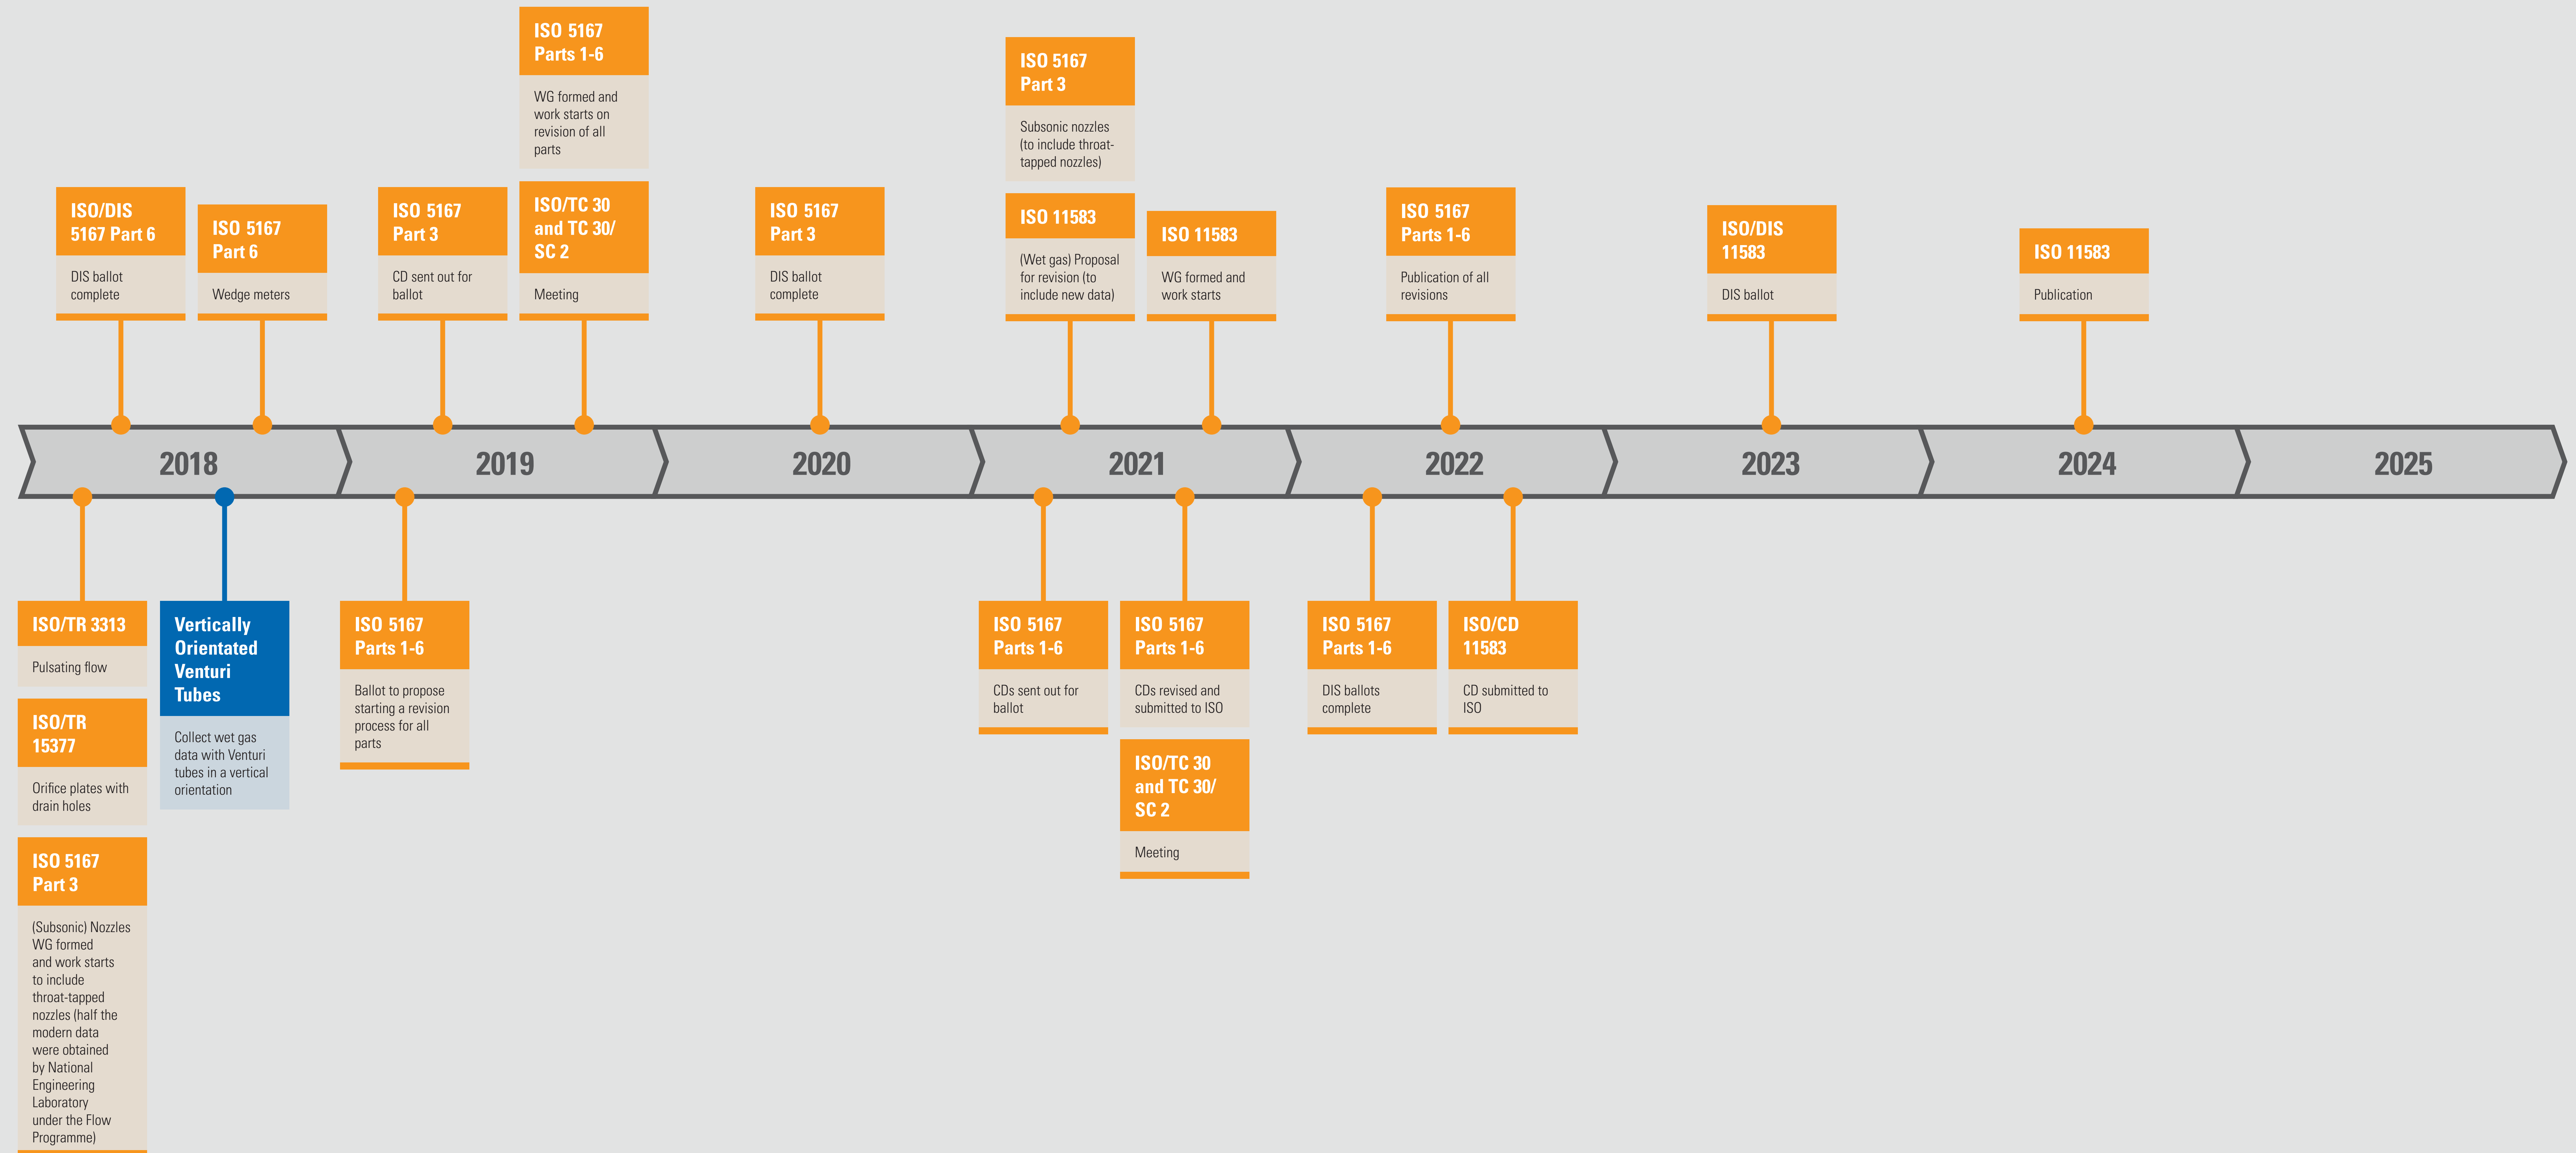 ISO 5167
Parts 1-6
WG formed and
work starts on
revision of all
parts
ISO 5167
Part 3
Subsonic nozzles
(to include throat-
tapped nozzles)
ISO/DIS
5167 Part 6
DIS ballot
complete
ISO 5167
Part 6
Wedge meters
ISO 5167
Part 3
CD sent out for
ballot
ISO/TC 30
and TC 30/
SC 2
Meeting
ISO 5167
Part 3
DIS ballot
complete
ISO 11583
(Wet gas) Proposal
for revision (to
include new data)
ISO 11583
WG formed and
work starts
ISO 5167
Parts 1-6
Publication of all
revisions
ISO/DIS
11583
DIS ballot
ISO 11583
Publication
2018
2019
2020
2021
2022
2023
2024
2025
ISO/TR 3313
Pulsating flow
ISO/TR
15377
Orifice plates with
drain holes
ISO 5167
Part 3
(Subsonic) Nozzles
WG formed
and work starts
to include
throat-tapped
nozzles (half the
modern data
were obtained
by National
Engineering
Laboratory
under the Flow
Programme)
Vertically
Orientated
Venturi
Tubes
Collect wet gas
data with Venturi
tubes in a vertical
orientation
ISO 5167
Parts 1-6
Ballot to propose
starting a revision
process for all
parts
ISO 5167
Parts 1-6
CDs sent out for
ballot
ISO 5167
Parts 1-6
CDs revised and
submitted to ISO
ISO/TC 30
and TC 30/
SC 2
Meeting
ISO 5167
Parts 1-6
DIS ballots
complete
ISO/CD
11583
CD submitted to
ISO